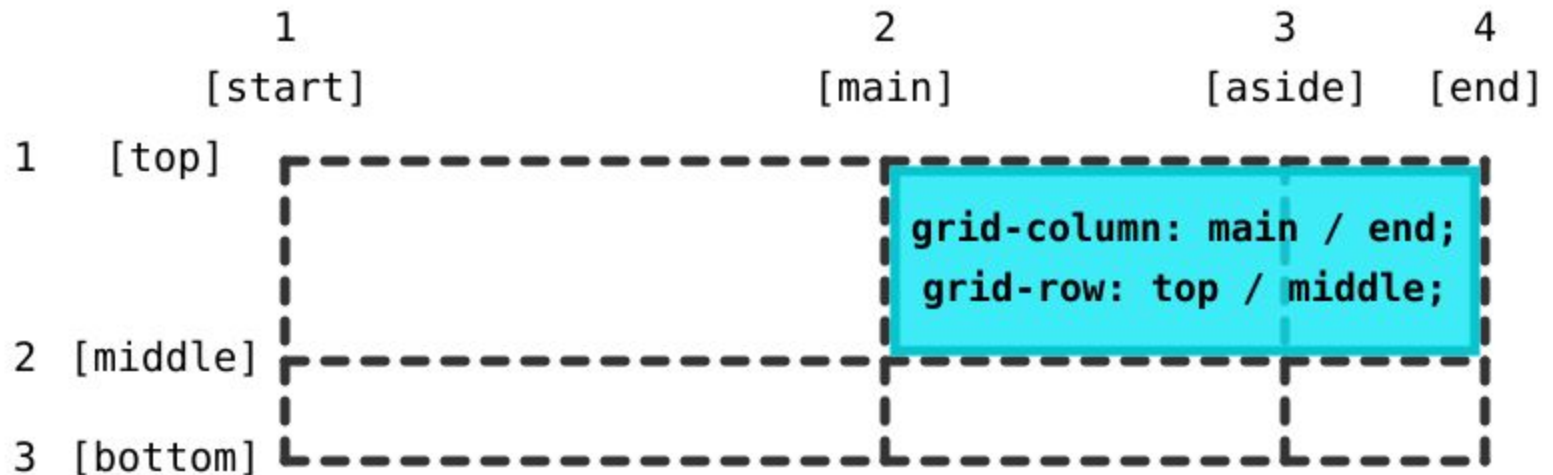 1 2 3 4
[start] [main] [aside] [end]
1 [top]
grid-column: main / end;
grid-row: top / middle;
2 [middle]
3 [bottom]